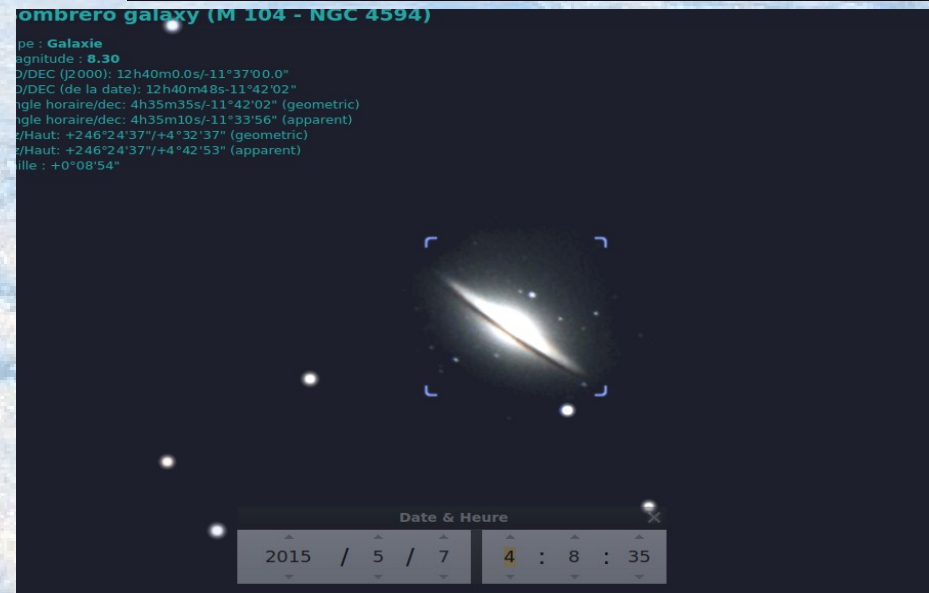 ombrero galaxy (M 104 - NGC 4594)
pe : Galaxie
agnitude : 8.30
D/DEC (J2000): 12h40m0.0s/-11°37'00.0"
D/DEC (de la date): 12h40m48s-11°42'02"
ngle horaire/dec: 4h35m35s/-11°42'02" (geometric)
ngle horaire/dec: 4h35m10s/-11°33'56" (apparent)
z/Haut: +246°24'37"/+4°32'37" (geometric)
z/Haut: +246°24'37"/+4°42'53" (apparent)
ille : +0°08'54"
Date & Heure
2015 / 5 / 7 4 : 8 : 35